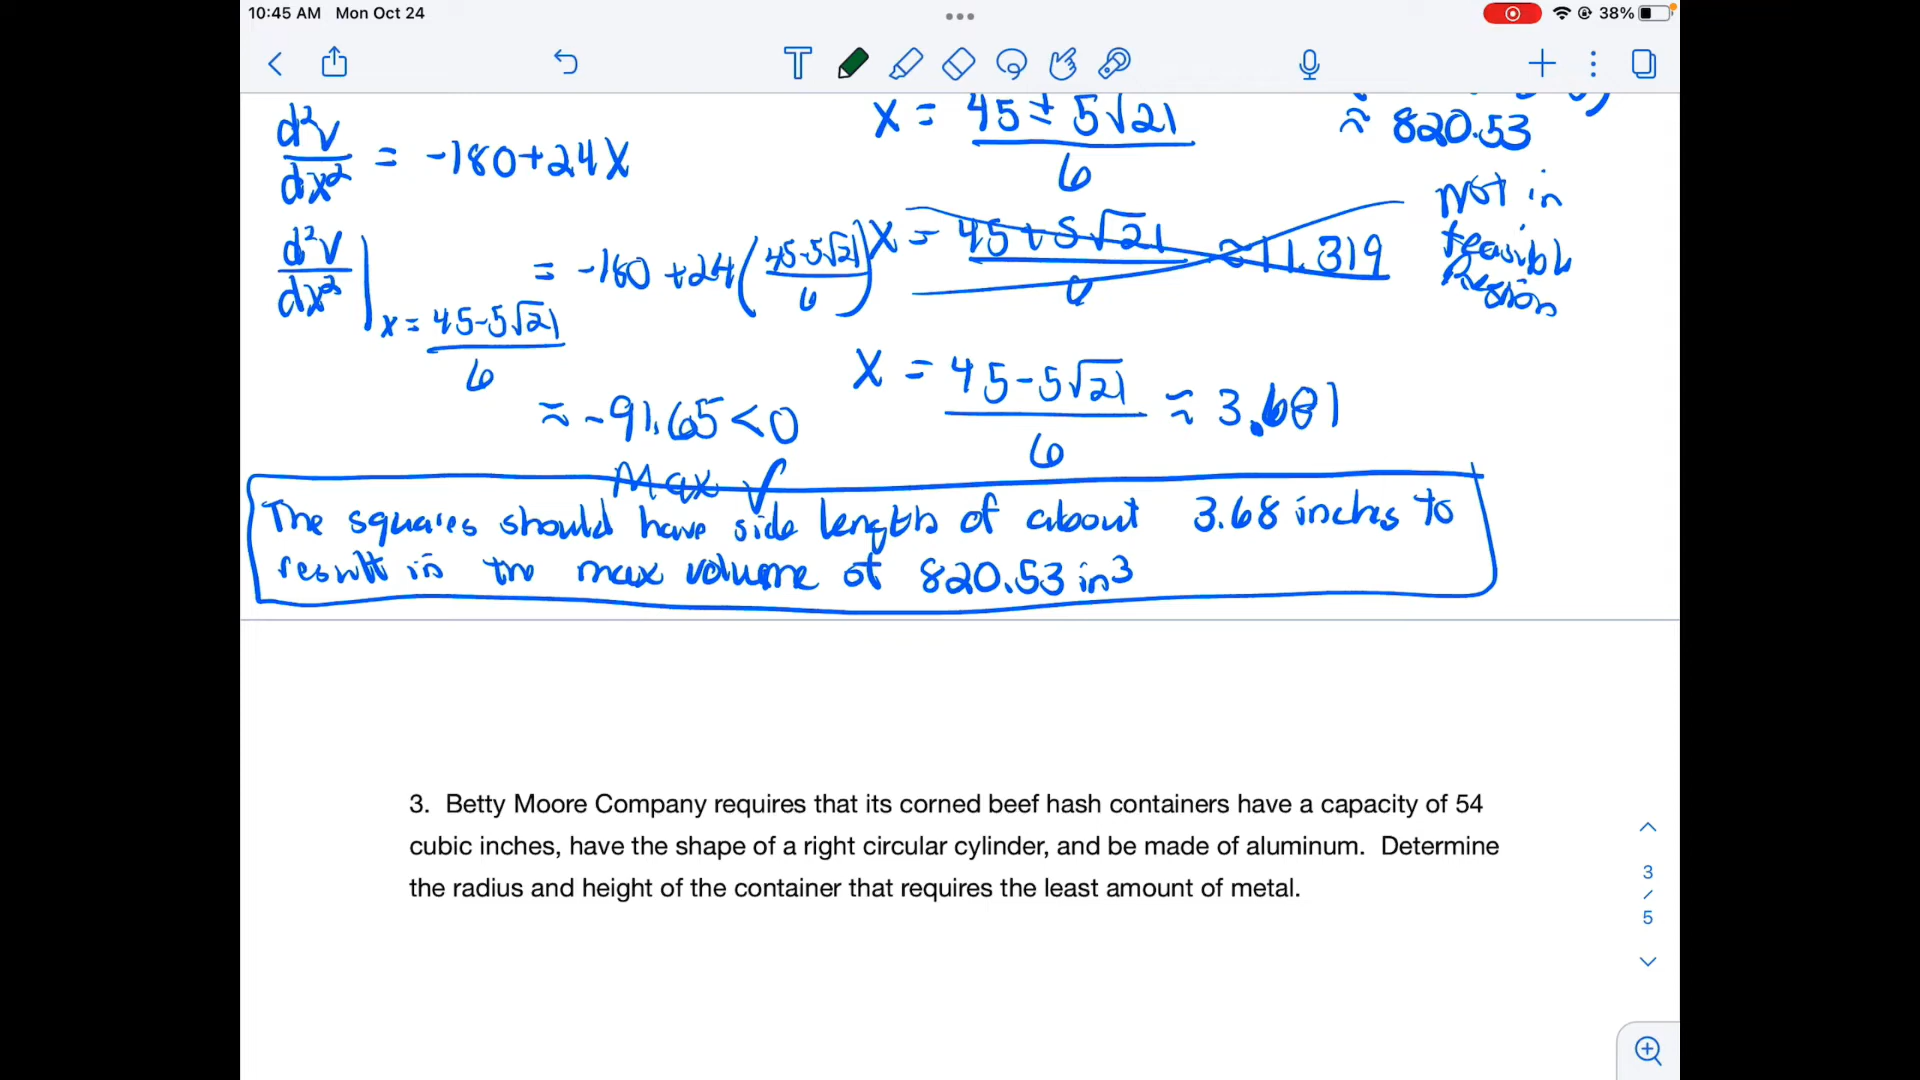 10:45 AM Mon Oct 24
38%
d²V/dx² = -180+24X
X = (45 ± 5√21)/6
≈ 820.53
d²V/dx² | x = (45-5√21)/6 = -180 +24((45-5√21)/6)
X = (45+5√21)/6 ≈ 11.319
Not in
feasible
Region
≈ -91.65 < 0
Max ✓
X = (45-5√21)/6 ≈ 3.681
The squares should have side length of about 3.68 inches to
result in the max volume of 820.53 in³
3. Betty Moore Company requires that its corned beef hash containers have a capacity of 54
cubic inches, have the shape of a right circular cylinder, and be made of aluminum. Determine
the radius and height of the container that requires the least amount of metal.
3
/
5